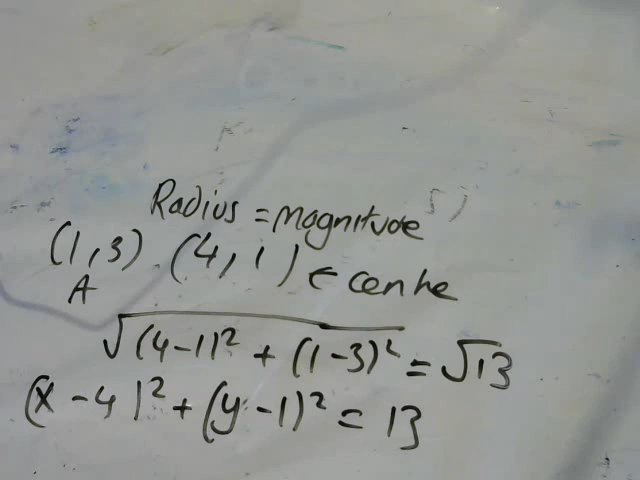 Radius = magnitude
(1,3) (4,1) ← centre
A
√(4-1)² + (1-3)² = √13
(x - 4)² + (y - 1)² = 13